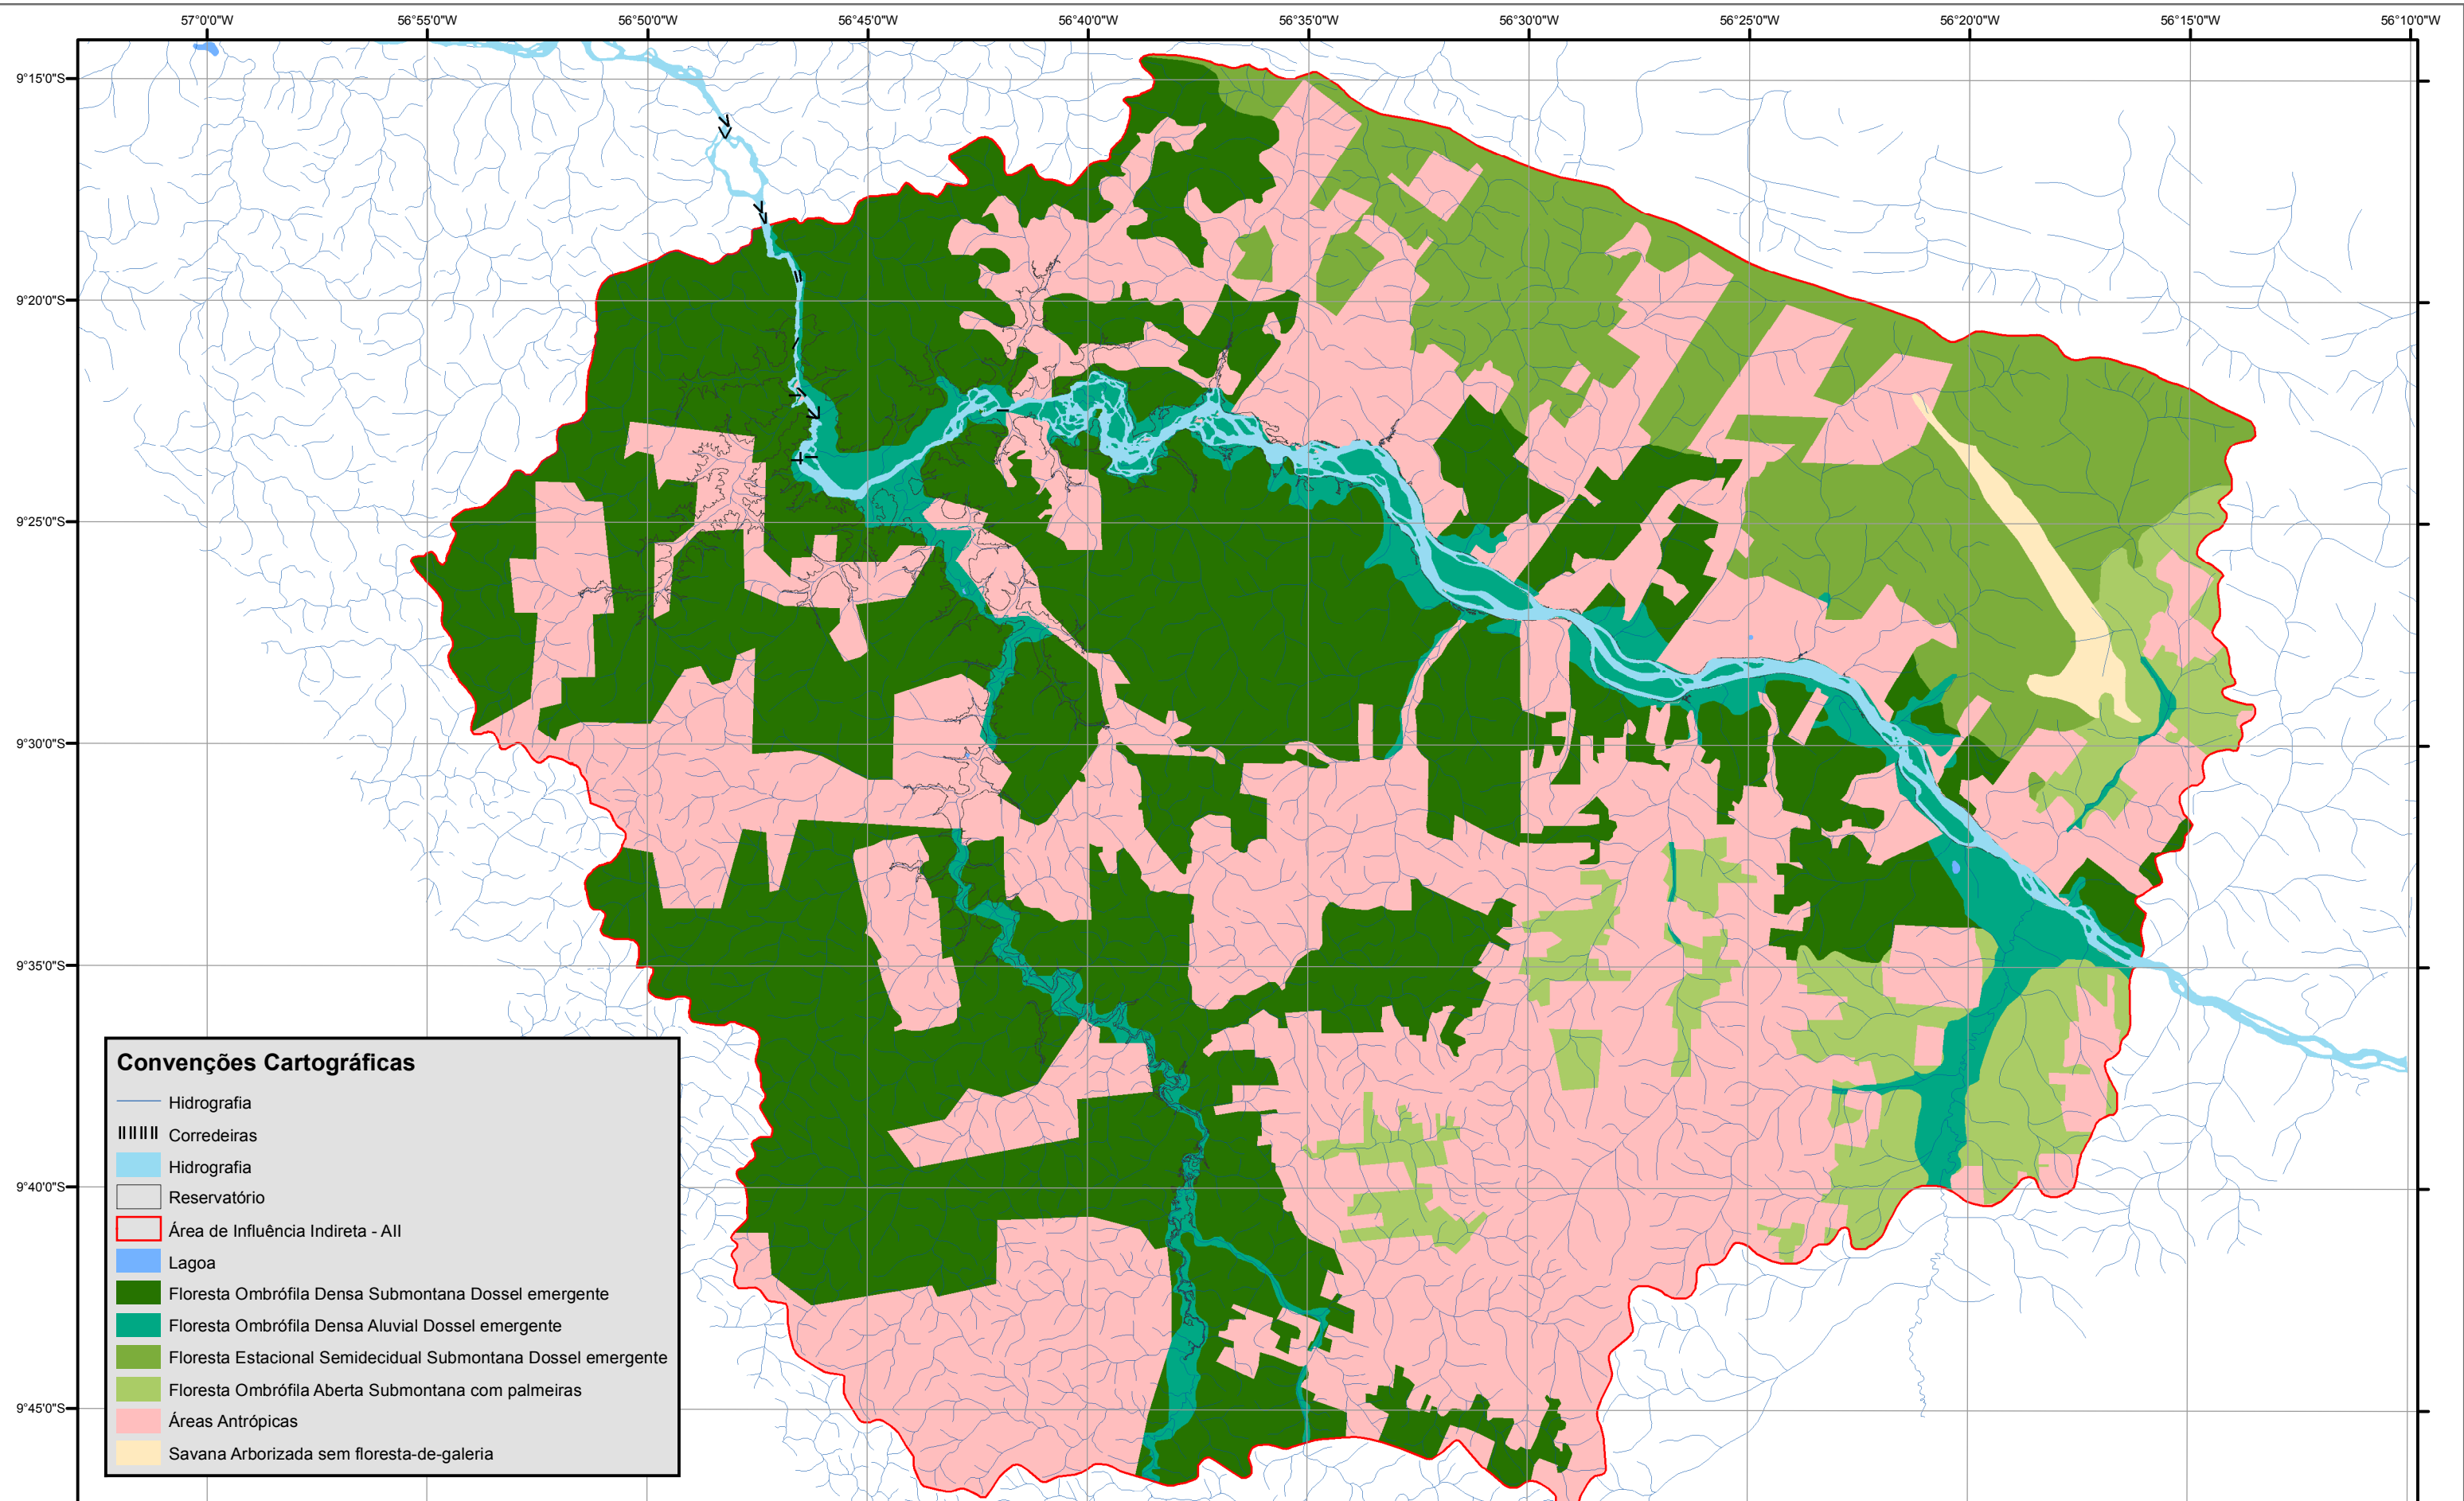 57°0'0"W 56°55'0"W 56°50'0"W 56°45'0"W 56°40'0"W 56°35'0"W 56°30'0"W 56°25'0"W 56°20'0"W 56°15'0"W 56°10'0"W
9°15'0"S
9°20'0"S
9°25'0"S
9°30'0"S
9°35'0"S
9°40'0"S
9°45'0"S
Convenções Cartográficas
Hidrografia
Corredeiras
Hidrografia
Reservatório
Área de Influência Indireta - AII
Lagoa
Floresta Ombrófila Densa Submontana Dossel emergente
Floresta Ombrófila Densa Aluvial Dossel emergente
Floresta Estacional Semidecidual Submontana Dossel emergente
Floresta Ombrófila Aberta Submontana com palmeiras
Áreas Antrópicas
Savana Arborizada sem floresta-de-galeria